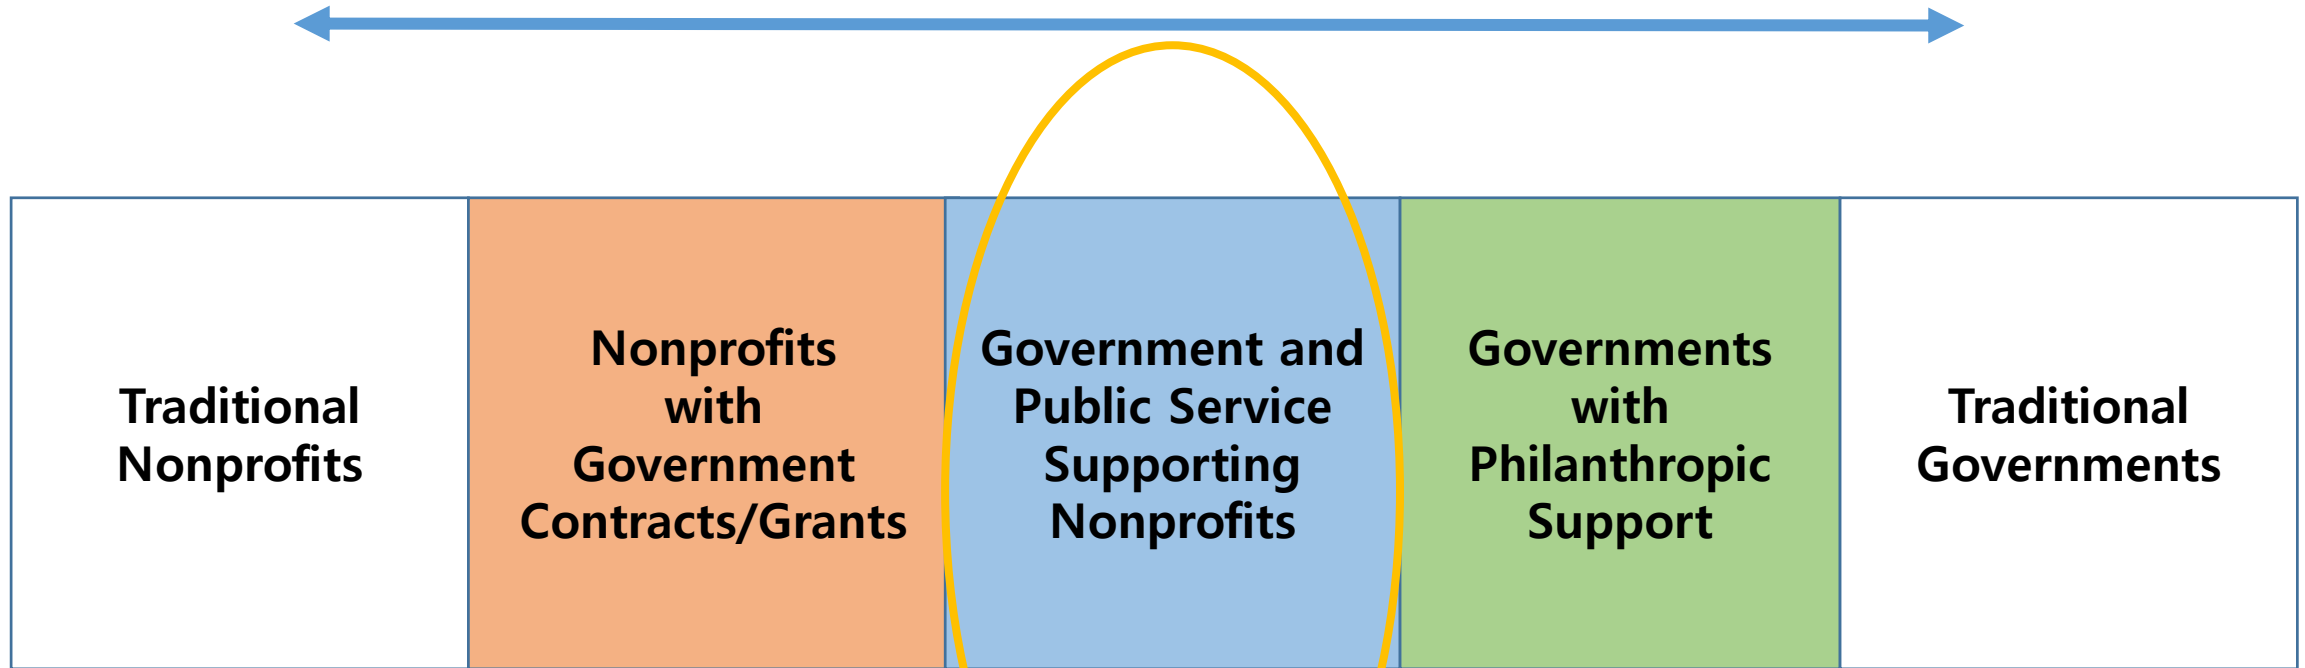 Traditional
Nonprofits
Nonprofits
with
Government
Contracts/Grants
Government and
Public Service
Supporting
Nonprofits
Governments
with
Philanthropic
Support
Traditional
Governments